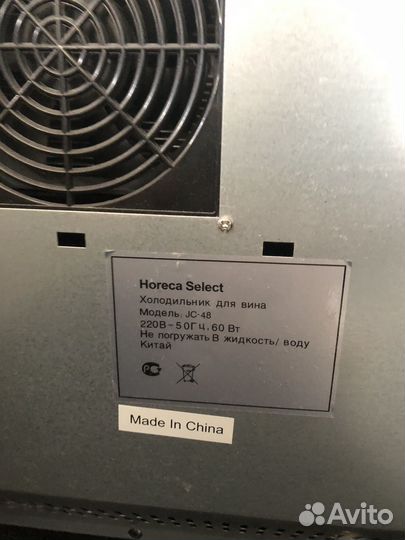 Horeca Select
Холодильник для вина
Модель: JC-48
220В~50Гц, 60 Вт
Не погружать В жидкость/ воду
Китай
Made In China
Avito